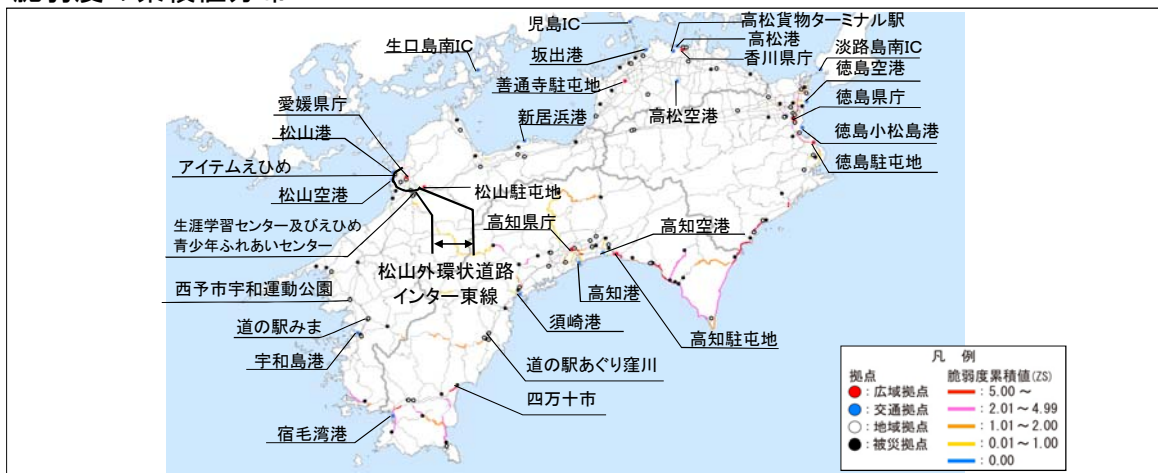 児島IC
高松貨物ターミナル駅
生口島南IC
坂出港
高松港
淡路島南IC
香川県庁
徳島空港
善通寺駐屯地
愛媛県庁
徳島県庁
新居浜港
高松空港
松山港
徳島小松島港
アイテムえひめ
徳島駐屯地
松山空港
松山駐屯地
生涯学習センター及びえひめ
青少年ふれあいセンター
高知県庁
高知空港
松山外環状道路
インター東線
西予市宇和運動公園
高知港
道の駅みま
須崎港
高知駐屯地
宇和島港
道の駅あぐり窪川
四万十市
宿毛湾港
凡 例
拠点
脆弱度累積値(ZS)
：広域拠点
：5.00 ～
：交通拠点
：2.01～4.99
：地域拠点
：1.01～2.00
：被災拠点
：0.01～1.00
：0.00